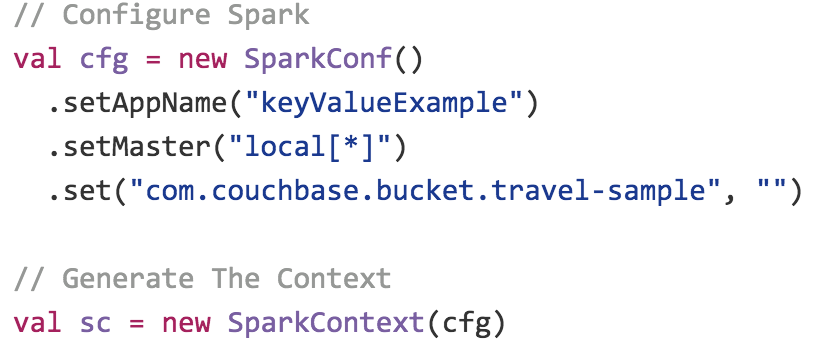 // Configure Spark
val cfg = new SparkConf()
  .setAppName("keyValueExample")
  .setMaster("local[*]")
  .set("com.couchbase.bucket.travel-sample", "")

// Generate The Context
val sc = new SparkContext(cfg)